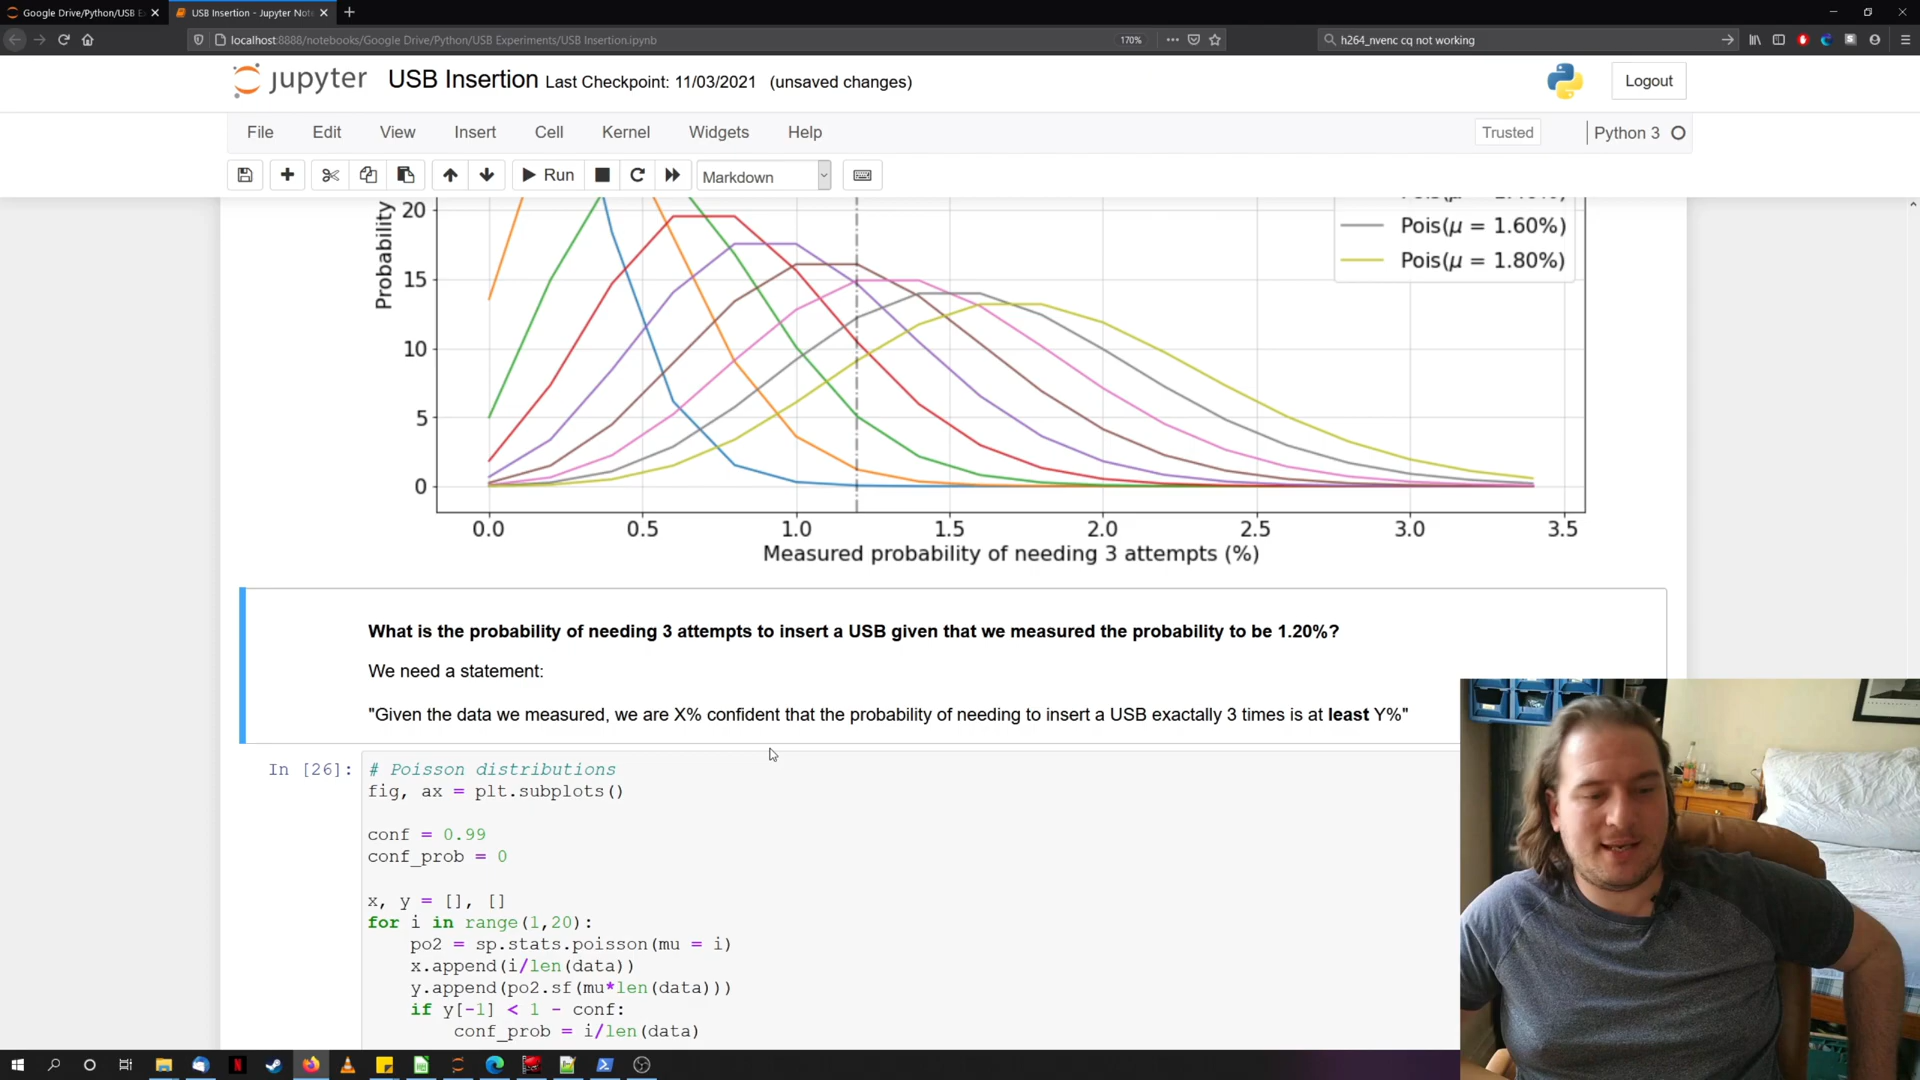 Google Drive/Python/USB E
USB Insertion - Jupyter Not
localhost:8888/notebooks/Google Drive/Python/USB Experiments/USB Insertion.ipynb
170%
h264_nvenc cq not working
jupyter
USB Insertion Last Checkpoint: 11/03/2021 (unsaved changes)
Logout
File Edit View Insert Cell Kernel Widgets Help
Trusted
Python 3
Run
Markdown
Probability
20
15
10
5
0
Pois(μ = 1.60%)
Pois(μ = 1.80%)
0.0 0.5 1.0 1.5 2.0 2.5 3.0 3.5
Measured probability of needing 3 attempts (%)
What is the probability of needing 3 attempts to insert a USB given that we measured the probability to be 1.20%?
We need a statement:
"Given the data we measured, we are X% confident that the probability of needing to insert a USB exactally 3 times is at least Y%"
In [26]:
# Poisson distributions
fig, ax = plt.subplots()
conf = 0.99
conf_prob = 0
x, y = [], []
for i in range(1,20):
po2 = sp.stats.poisson(mu = i)
x.append(i/len(data))
y.append(po2.sf(mu*len(data)))
if y[-1] < 1 - conf:
conf_prob = i/len(data)